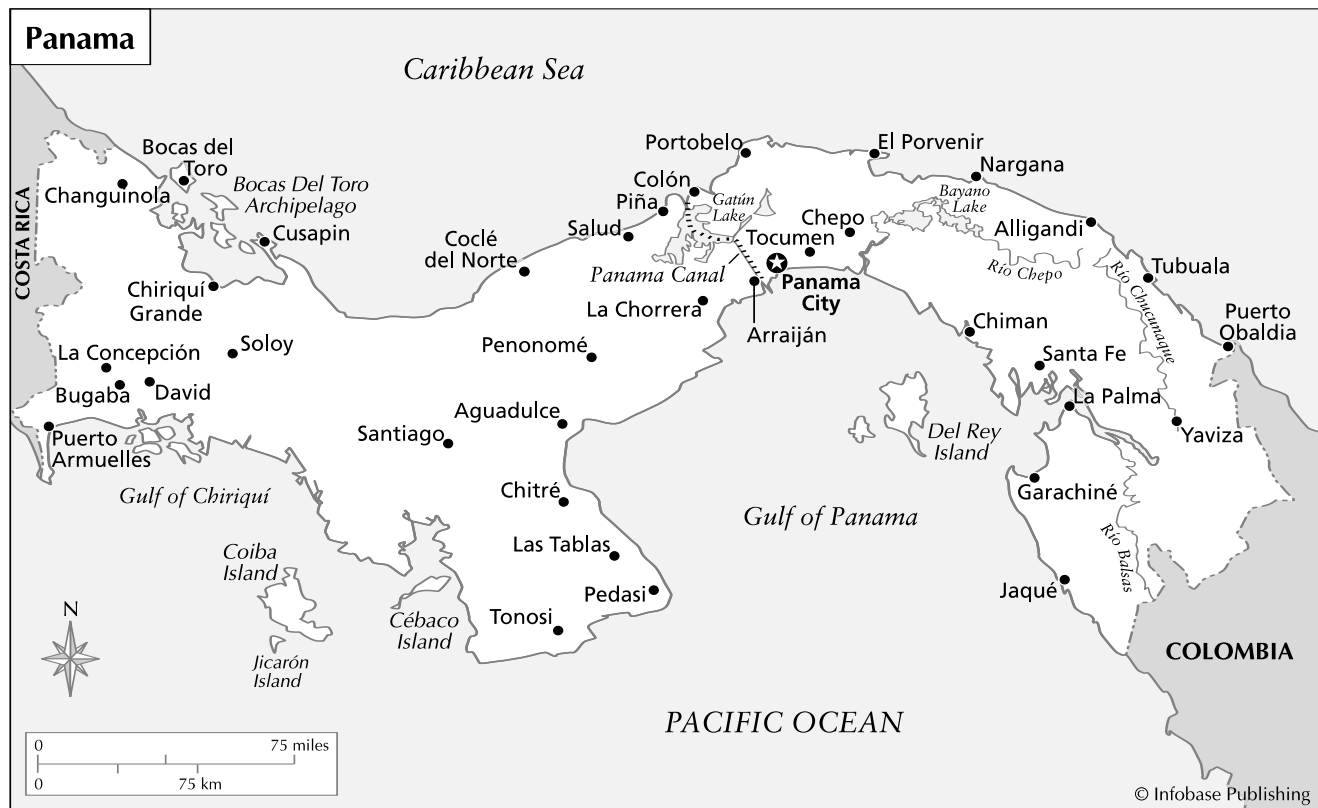 Panama
Caribbean Sea
Portobelo
El Porvenir
Bocas del
Toro
Nargana
COSTA RICA
Changuinola
Bocas Del Toro
Archipelago
Colón
Gatún
Lake
Bayano
Lake
Piña
Chepo
Salud
Alligandi
Cusapin
Coclé
del Norte
Tocumen
Río Chepo
Río Chucumaque
Tubuala
Panama Canal
Panama
City
Chiriquí
Grande
La Chorrera
Arraiján
Chiman
Puerto
Obaldia
Soloy
La Concepción
Penonomé
Santa Fe
Bugaba
David
La Palma
Aguadulce
Puerto
Armuelles
Santiago
Del Rey
Island
Yaviza
Gulf of Chiriquí
Chitré
Garachiné
Gulf of Panama
Río Balsas
Las Tablas
Coiba
Island
Pedasi
Jaqué
N
Cébaco
Island
Tonosi
Jicarón
Island
COLOMBIA
PACIFIC OCEAN
0
75 miles
0
75 km
© Infobase Publishing